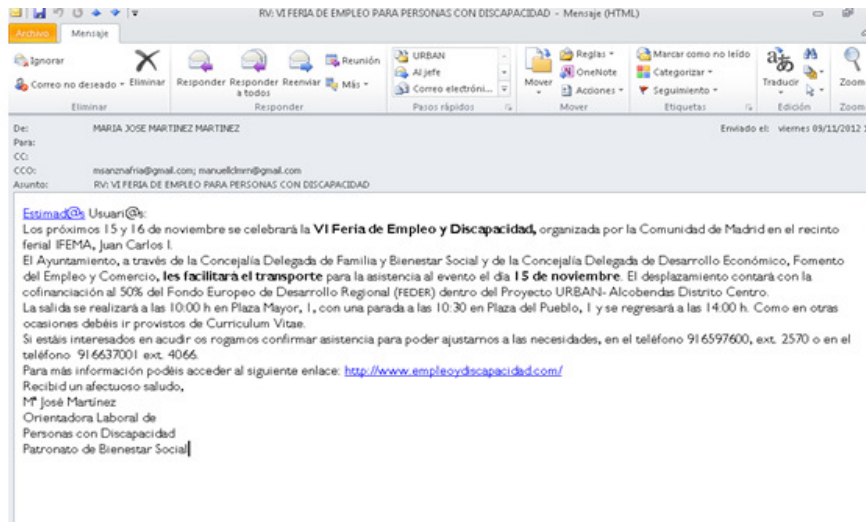 RV: VI FERIA DE EMPLEO PARA PERSONAS CON DISCAPACIDAD - Mensaje (HTML)
Archivo Mensaje
Ignorar
Correo no deseado
Eliminar
Responder
Responder a todos
Reenviar
Reunión
Más
URBAN
Al jefe
Correo electróni...
Mover
Reglas
OneNote
Acciones
Marcar como no leído
Categorizar
Seguimiento
Traducir
Zoom
Eliminar Responder Pasos rápidos Mover Etiquetas Edición Zoom
De: MARIA JOSE MARTINEZ MARTINEZ Enviado el: viernes 09/11/2012
Para:
CC:
CCO: msanznafria@gmail.com;
Asunto: RV: VI FERIA DE EMPLEO PARA PERSONAS CON DISCAPACIDAD
Estimad@s Usuari@s:
Los próximos 15 y 16 de noviembre se celebrará la VI Feria de Empleo y Discapacidad, organizada por la Comunidad de Madrid en el recinto
ferial IFEMA, Juan Carlos I.
El Ayuntamiento, a través de la Concejalía Delegada de Familia y Bienestar Social y de la Concejalía Delegada de Desarrollo Económico, Fomento
del Empleo y Comercio, les facilitará el transporte para la asistencia al evento el día 15 de noviembre. El desplazamiento contará con la
cofinanciación al 50% del Fondo Europeo de Desarrollo Regional (FEDER) dentro del Proyecto URBAN- Alcobendas Distrito Centro.
La salida se realizará a las 10:00 h en Plaza Mayor, 1, con una parada a las 10:30 en Plaza del Pueblo, 1 y se regresará a las 14:00 h. Como en otras
ocasiones debéis ir provistos de Curriculum Vitae.
Si estáis interesados en acudir os rogamos confirmar asistencia para poder ajustarnos a las necesidades, en el teléfono 916597600, ext. 2570 o en el
teléfono 916637001 ext. 4066.
Para más información podéis acceder al siguiente enlace: http://www.empleoydiscapacidad.com/
Recibid un afectuoso saludo,
Mª José Martínez
Orientadora Laboral de
Personas con Discapacidad
Patronato de Bienestar Social